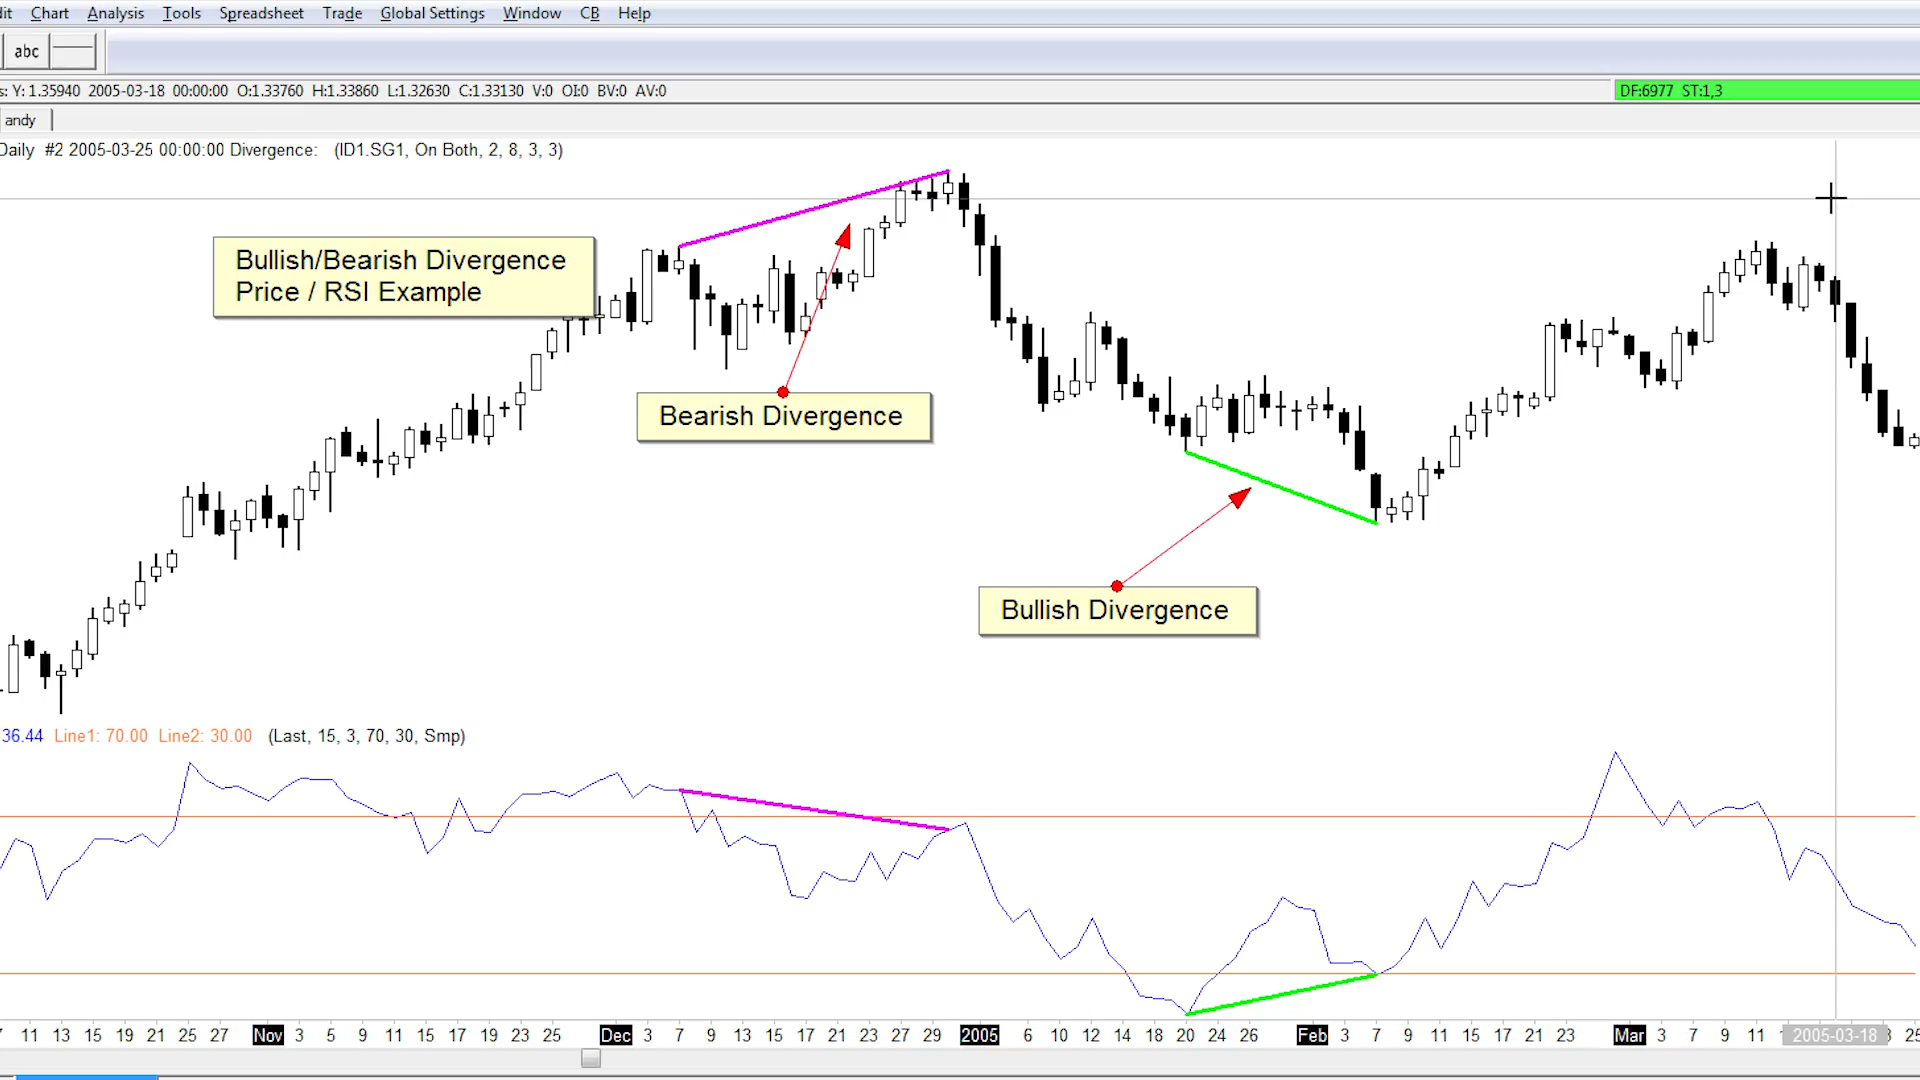 dit Chart Analysis Tools Spreadsheet Trade Global Settings Window CB Help
abc
s: Y: 1.35940 2005-03-18 00:00:00 O:1.33760 H:1.33860 L:1.32630 C:1.33130 V:0 OI:0 BV:0 AV:0
DF:6977 ST:1,3
andy
Daily #2 2005-03-25 00:00:00 Divergence: (ID1.SG1, On Both, 2, 8, 3, 3)
Bullish/Bearish Divergence
Price / RSI Example
Bearish Divergence
Bullish Divergence
36.44 Line1: 70.00 Line2: 30.00 (Last, 15, 3, 70, 30, Smp)
11 13 15 19 21 25 27 Nov 3 5 9 11 15 17 19 23 25 Dec 3 7 9 13 15 17 21 23 27 29 2005 6 10 12 14 18 20 24 26 Feb 3 7 9 11 15 17 21 23 Mar 3 7 9 11 2005-03-18 25